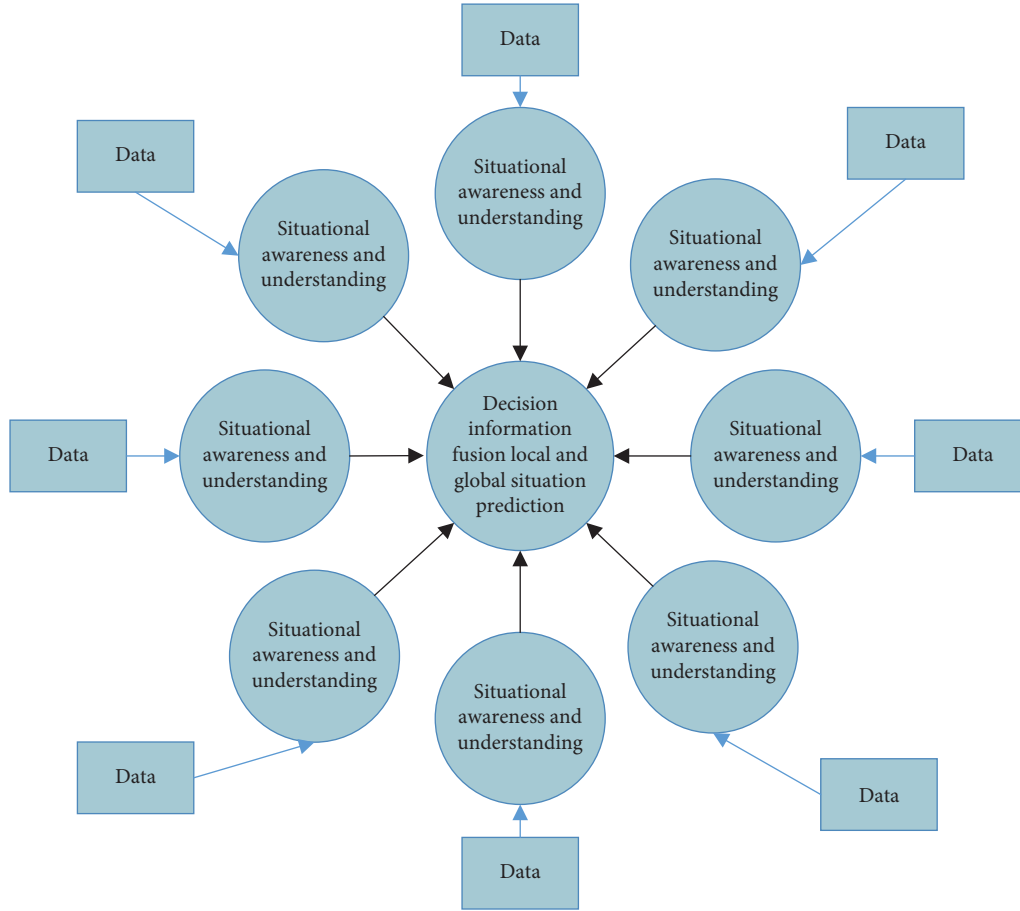 Data
Data
Data
Situational
awareness and
understanding
Situational
awareness and
understanding
Situational
awareness and
understanding
Data
Situational
awareness and
understanding
Decision
information
fusion local and
global situation
prediction
Situational
awareness and
understanding
Data
Situational
awareness and
understanding
Situational
awareness and
understanding
Situational
awareness and
understanding
Data
Data
Data